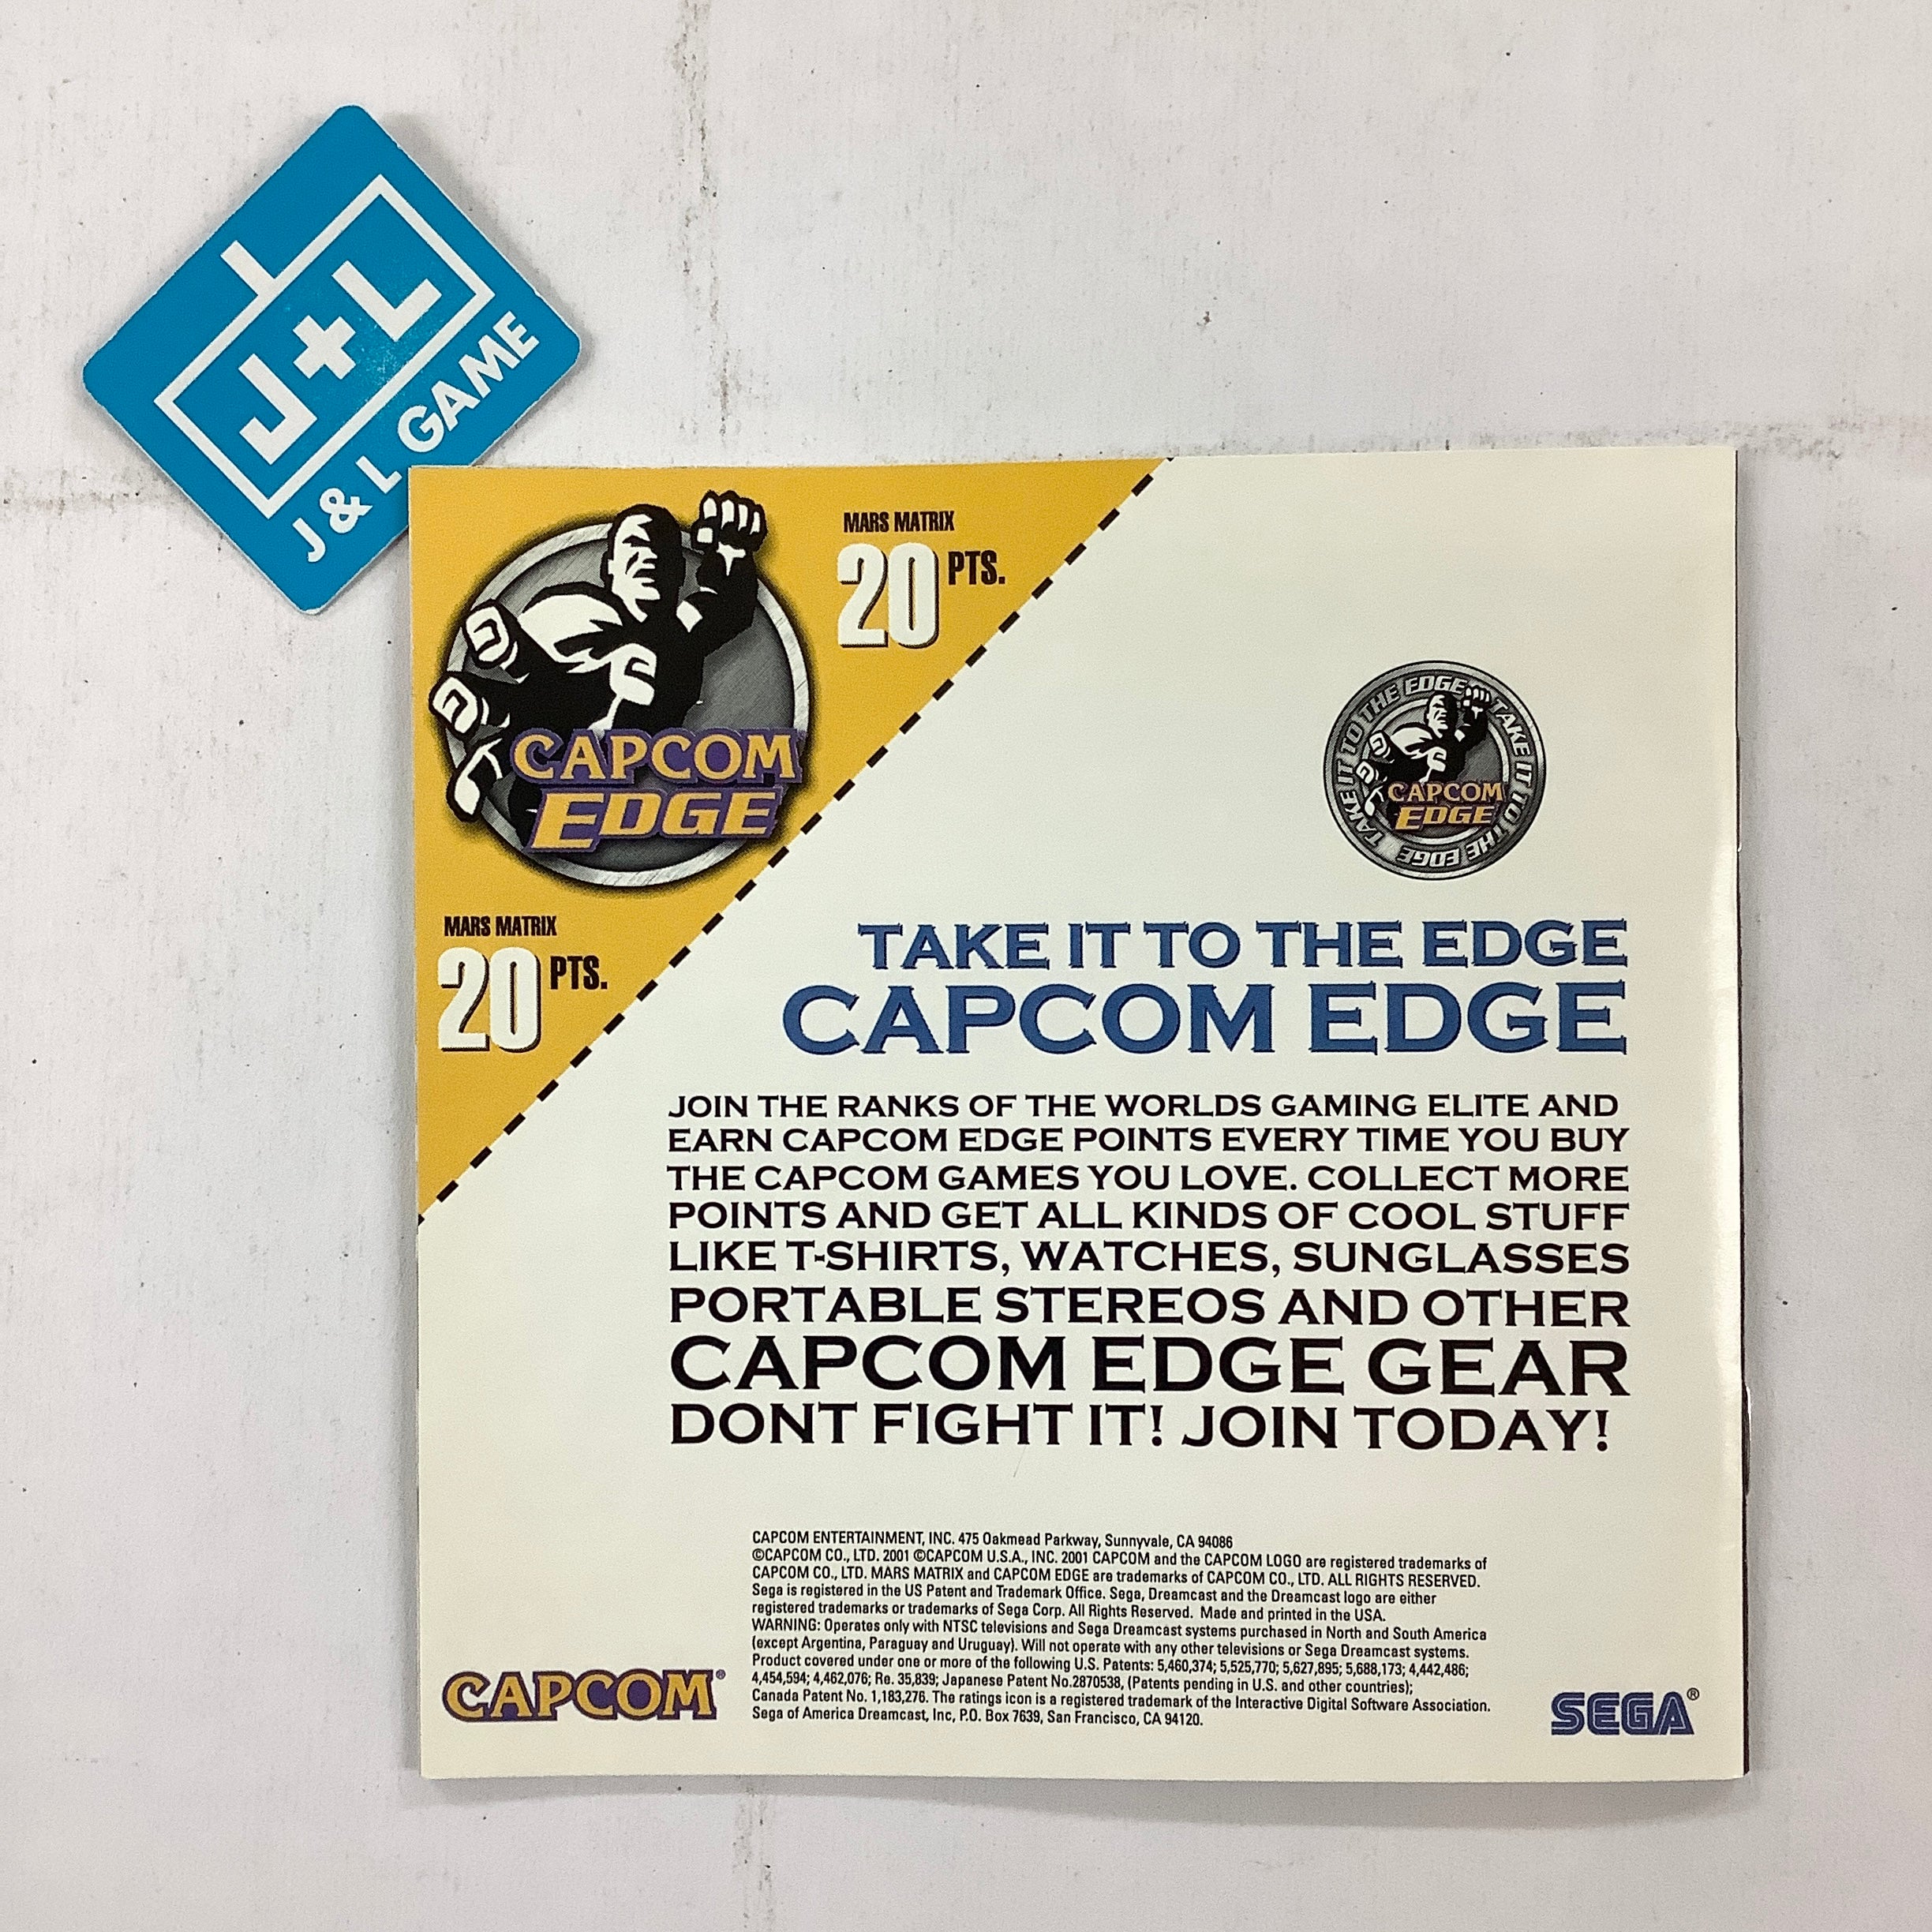 J+L
J & L GAME
MARS MATRIX
20 PTS.
CAPCOM
EDGE
MARS MATRIX
20 PTS.
TAKE IT TO THE EDGE TAKE IT TO THE EDGE
CAPCOM
EDGE
TAKE IT TO THE EDGE
CAPCOM EDGE
JOIN THE RANKS OF THE WORLDS GAMING ELITE AND
EARN CAPCOM EDGE POINTS EVERY TIME YOU BUY
THE CAPCOM GAMES YOU LOVE. COLLECT MORE
POINTS AND GET ALL KINDS OF COOL STUFF
LIKE T-SHIRTS, WATCHES, SUNGLASSES
PORTABLE STEREOS AND OTHER
CAPCOM EDGE GEAR
DONT FIGHT IT! JOIN TODAY!
CAPCOM ENTERTAINMENT, INC. 475 Oakmead Parkway, Sunnyvale, CA 94086
©CAPCOM CO., LTD. 2001 ©CAPCOM U.S.A., INC. 2001 CAPCOM and the CAPCOM LOGO are registered trademarks of
CAPCOM CO., LTD. MARS MATRIX and CAPCOM EDGE are trademarks of CAPCOM CO., LTD. ALL RIGHTS RESERVED.
Sega is registered in the US Patent and Trademark Office. Sega, Dreamcast and the Dreamcast logo are either
registered trademarks or trademarks of Sega Corp. All Rights Reserved. Made and printed in the USA.
WARNING: Operates only with NTSC televisions and Sega Dreamcast systems purchased in North and South America
(except Argentina, Paraguay and Uruguay). Will not operate with any other televisions or Sega Dreamcast systems.
Product covered under one or more of the following U.S. Patents: 5,460,374; 5,525,770; 5,627,895; 5,688,173; 4,442,486;
4,454,594; 4,462,076; Re. 35,839; Japanese Patent No.2870538, (Patents pending in U.S. and other countries);
Canada Patent No. 1,183,276. The ratings icon is a registered trademark of the Interactive Digital Software Association.
Sega of America Dreamcast, Inc, P.O. Box 7639, San Francisco, CA 94120.
CAPCOM®
SEGA®